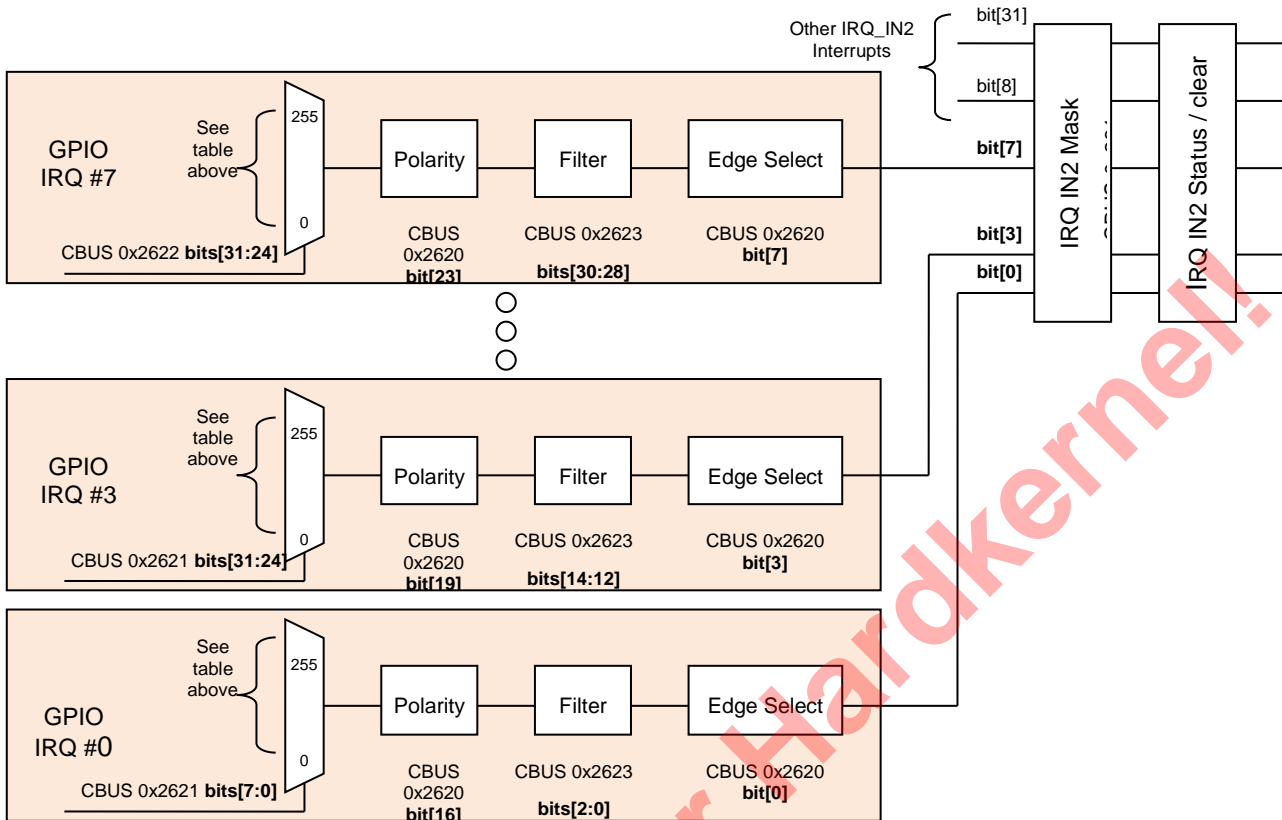 Other IRQ_IN2
Interrupts
bit[31]
bit[8]
bit[7]
bit[3]
bit[0]
IRQ IN2 Mask
IRQ IN2 Status / clear
GPIO
IRQ #7
See
table
above
255
0
CBUS 0x2622 bits[31:24]
Polarity
CBUS
0x2620
bit[23]
Filter
CBUS 0x2623
bits[30:28]
Edge Select
CBUS 0x2620
bit[7]
GPIO
IRQ #3
See
table
above
255
0
CBUS 0x2621 bits[31:24]
Polarity
CBUS
0x2620
bit[19]
Filter
CBUS 0x2623
bits[14:12]
Edge Select
CBUS 0x2620
bit[3]
GPIO
IRQ #0
See
table
above
255
0
CBUS 0x2621 bits[7:0]
Polarity
CBUS
0x2620
bit[16]
Filter
CBUS 0x2623
bits[2:0]
Edge Select
CBUS 0x2620
bit[0]
Hardkernel!